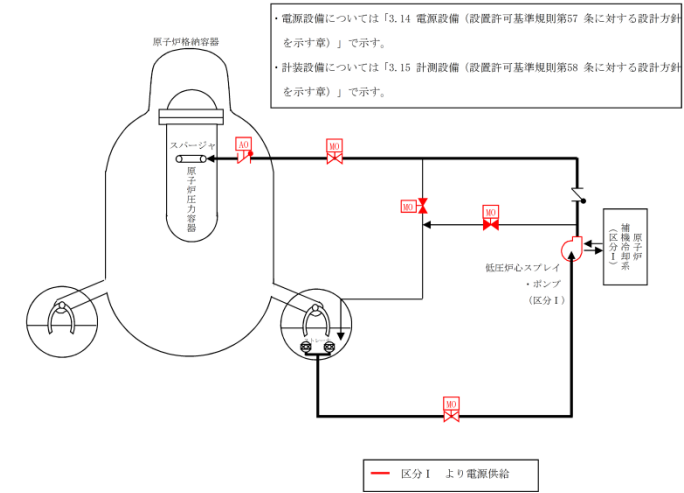 ・電源設備については「3.14 電源設備（設置許可基準規則第57 条に対する設計方針
を示す章）」で示す。
・計装設備については「3.15 計測設備（設置許可基準規則第58 条に対する設計方針
を示す章）」で示す。
原子炉格納容器
スパージャ
原子炉圧力容器
AO
MO
MO
MO
原子炉
補機冷却系
（区分Ⅰ）
低圧炉心スプレイ
・ポンプ
（区分Ⅰ）
MO
区分Ⅰ より電源供給